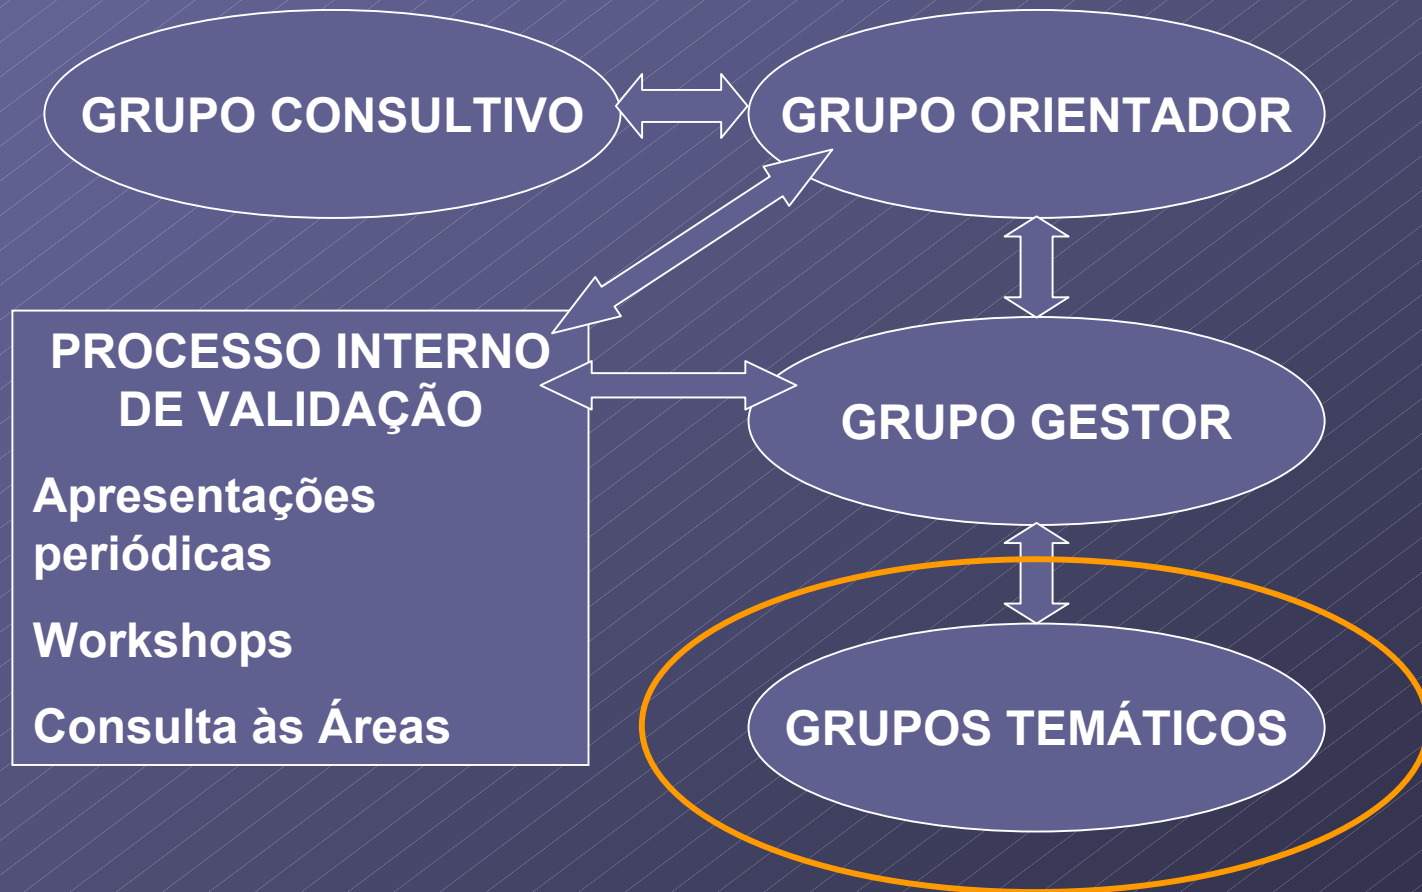 GRUPO CONSULTIVO
GRUPO ORIENTADOR
PROCESSO INTERNO
DE VALIDAÇÃO
Apresentações
periódicas
Workshops
Consulta às Áreas
GRUPO GESTOR
GRUPOS TEMÁTICOS